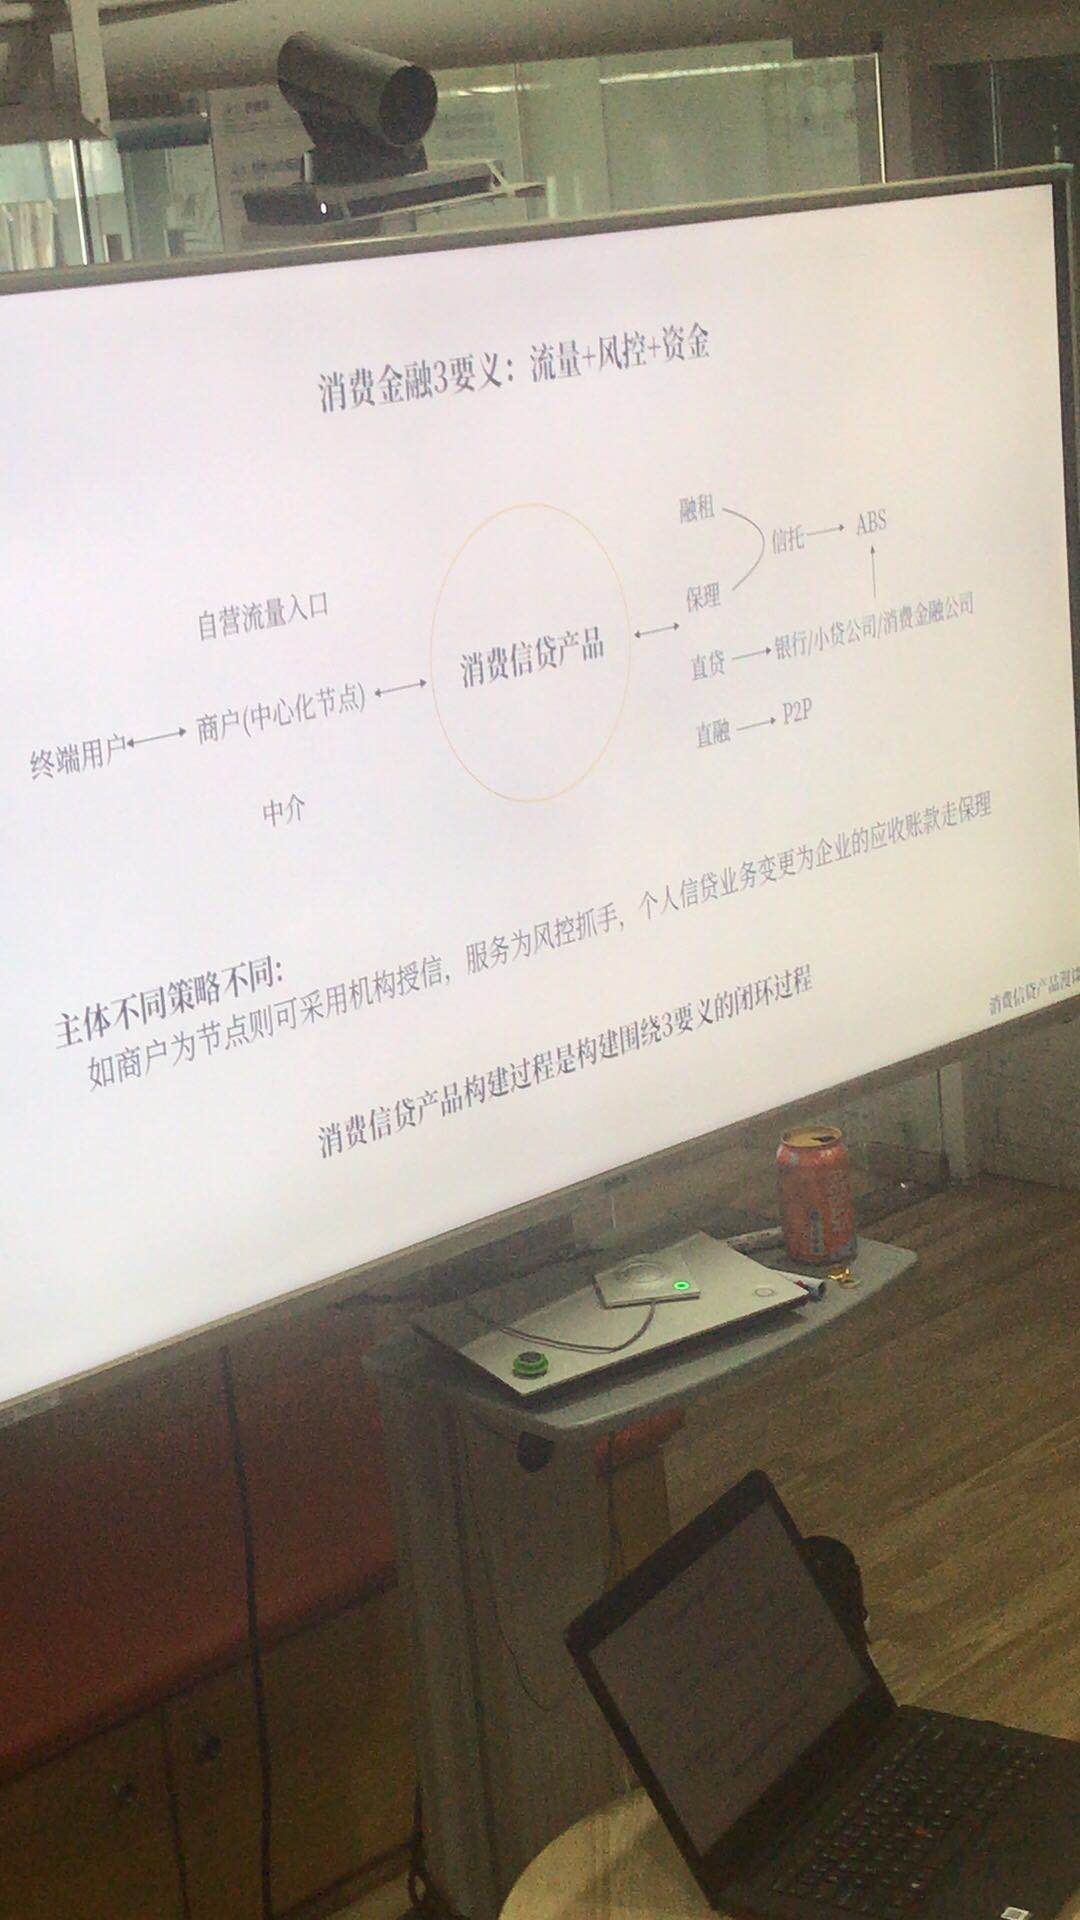 消费金融3要义：流量+风控+资金
融租
信托
ABS
自营流量入口
保理
消费信贷产品
直贷
银行/小贷公司/消费金融公司
终端用户
商户(中心化节点)
直融
P2P
中介
主体不同策略不同：
如商户为节点则可采用机构授信，服务为风控抓手，个人信贷业务变更为企业的应收账款走保理
消费信贷产品构建过程是构建围绕3要义的闭环过程
消费信贷产品漫谈